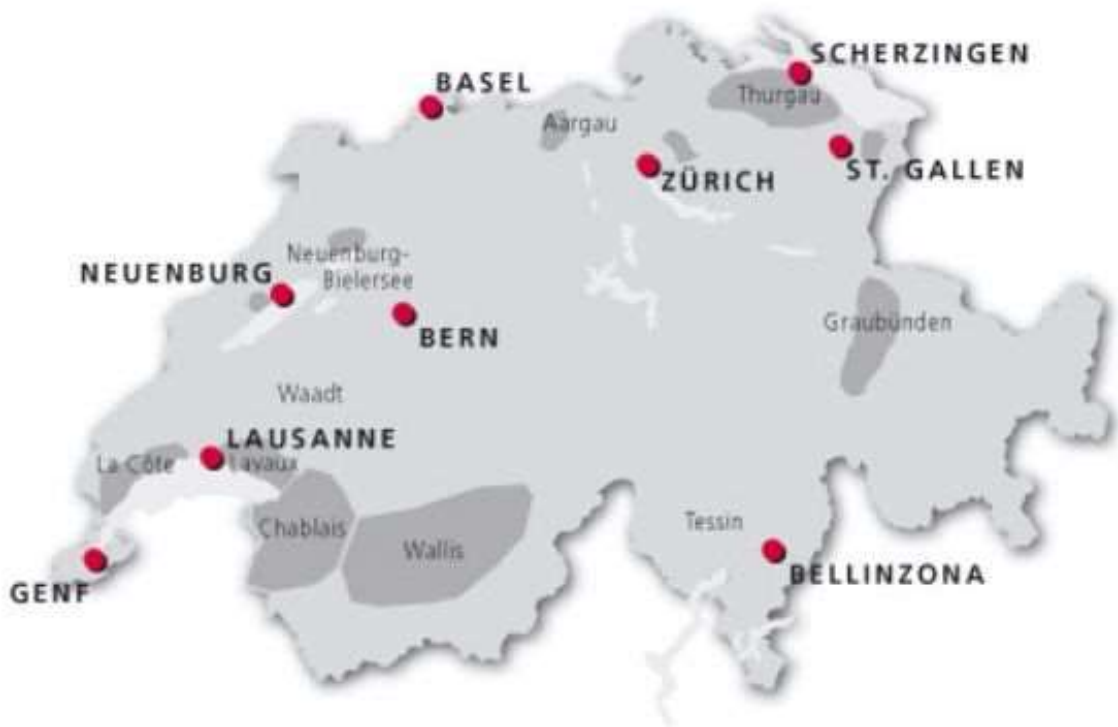 SCHERZINGEN
BASEL
Thurgau
Aargau
ZÜRICH
ST. GALLEN
Neuenburg-
Bielersee
NEUENBURG
BERN
Graubünden
Waadt
LAUSANNE
La Côte
Lavaux
Chablais
Wallis
Tessin
BELLINZONA
GENF